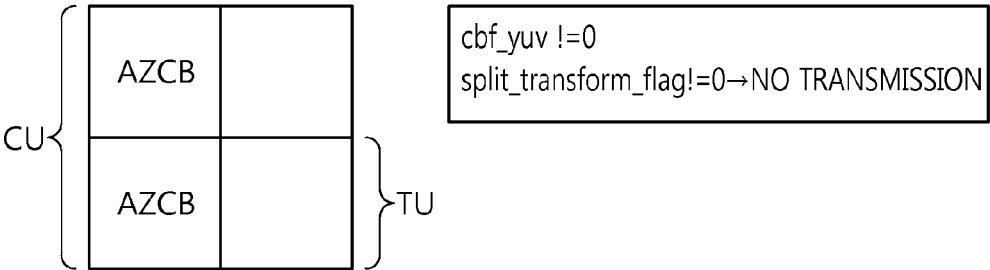 AZCB
CU
AZCB
TU
cbf_yuv !=0
split_transform_flag!=0→NO TRANSMISSION